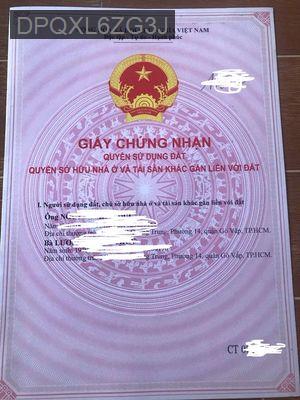 DPQXL6ZG3J
VIỆT NAM
GIẤY CHỨNG NHẬN
QUYỀN SỬ DỤNG ĐẤT
QUYỀN SỞ HỮU NHÀ Ở VÀ TÀI SẢN KHÁC GẮN LIỀN VỚI ĐẤT
I. Người sử dụng đất, chủ sở hữu nhà ở và tài sản khác gắn liền với đất
Ông
Năm
Địa chỉ thường Trung, Phường 14, quận Gò Vấp, TP.HCM.
Bà
Năm sinh: 19
Địa chỉ thường Trung, Phường 14, quận Gò Vấp, TP.HCM.
CT